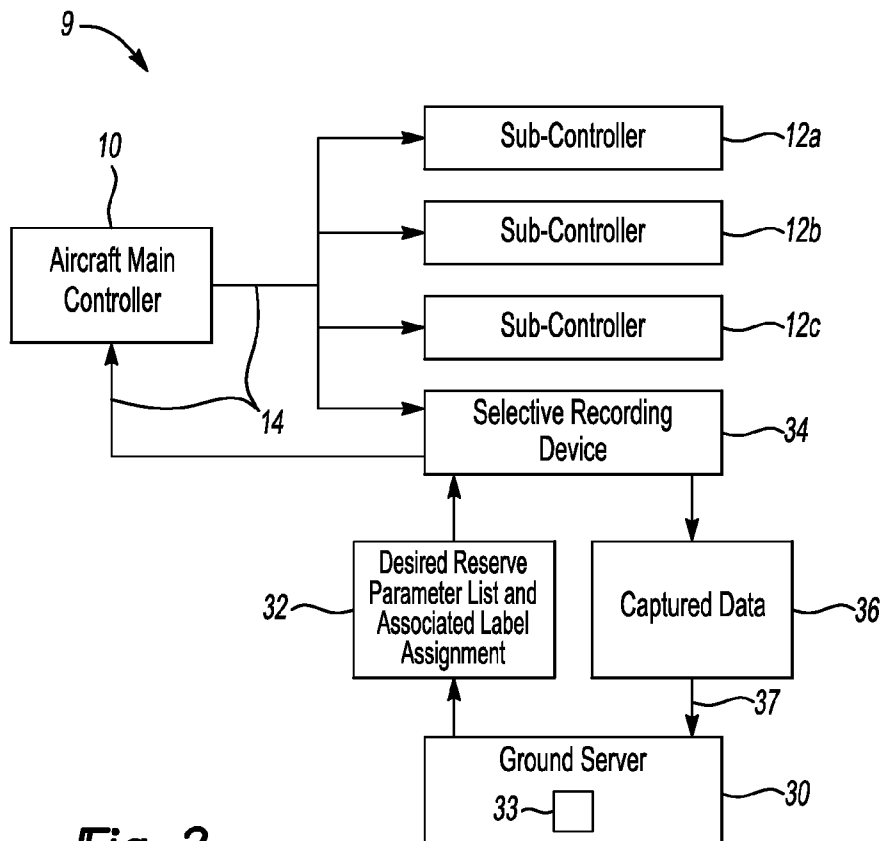 9
10
Aircraft Main
Controller
Sub-Controller
12a
Sub-Controller
12b
Sub-Controller
12c
14
Selective Recording
Device
34
32
Desired Reserve
Parameter List and
Associated Label
Assignment
Captured Data
36
37
Ground Server
33
30
Fig.